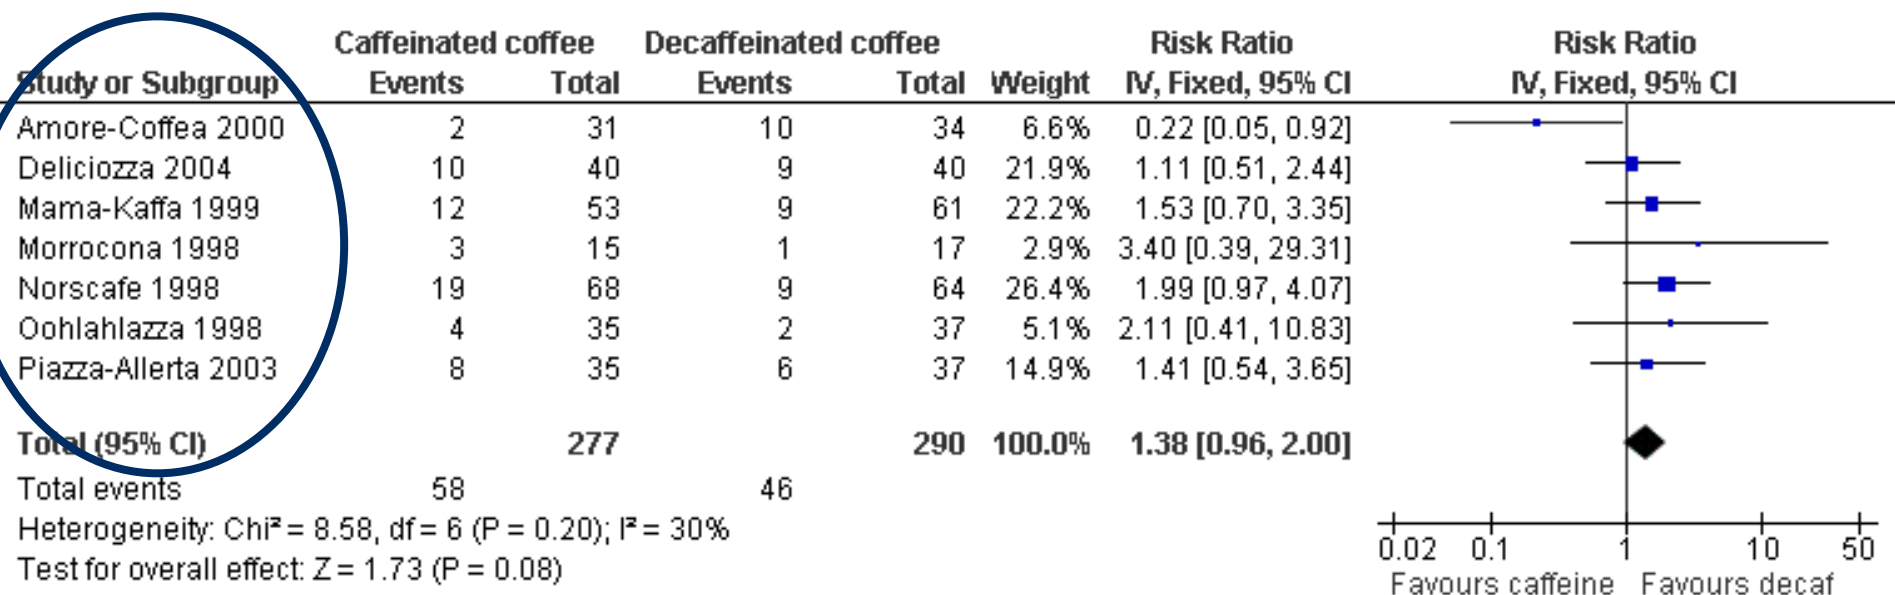 Caffeinated coffee Decaffeinated coffee Risk Ratio Risk Ratio
Study or Subgroup Events Total Events Total Weight IV, Fixed, 95% CI IV, Fixed, 95% CI
Amore-Coffea 2000 2 31 10 34 6.6% 0.22 [0.05, 0.92]
Deliciozza 2004 10 40 9 40 21.9% 1.11 [0.51, 2.44]
Mama-Kaffa 1999 12 53 9 61 22.2% 1.53 [0.70, 3.35]
Morrocona 1998 3 15 1 17 2.9% 3.40 [0.39, 29.31]
Norscafe 1998 19 68 9 64 26.4% 1.99 [0.97, 4.07]
Oohlahlazza 1998 4 35 2 37 5.1% 2.11 [0.41, 10.83]
Piazza-Allerta 2003 8 35 6 37 14.9% 1.41 [0.54, 3.65]
Total (95% CI) 277 290 100.0% 1.38 [0.96, 2.00]
Total events 58 46
Heterogeneity: Chi² = 8.58, df = 6 (P = 0.20); I² = 30%
Test for overall effect: Z = 1.73 (P = 0.08)
0.02 0.1 1 10 50
Favours caffeine Favours decaf